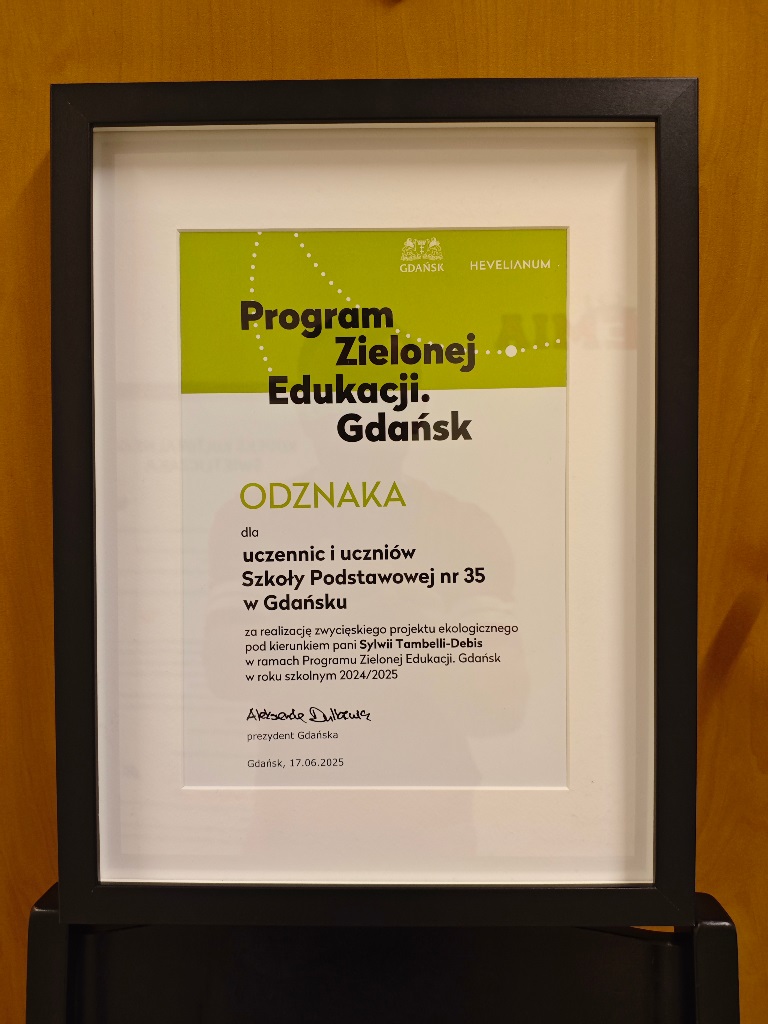 GDAŃSK
HEVELIANUM
Program
Zielonej
Edukacji.
Gdańsk
ODZNAKA
dla
uczennic i uczniów
Szkoły Podstawowej nr 35
w Gdańsku
za realizację zwycięskiego projektu ekologicznego
pod kierunkiem pani Sylwii Tambelli-Debis
w ramach Programu Zielonej Edukacji. Gdańsk
w roku szkolnym 2024/2025
prezydent Gdańska
Gdańsk, 17.06.2025